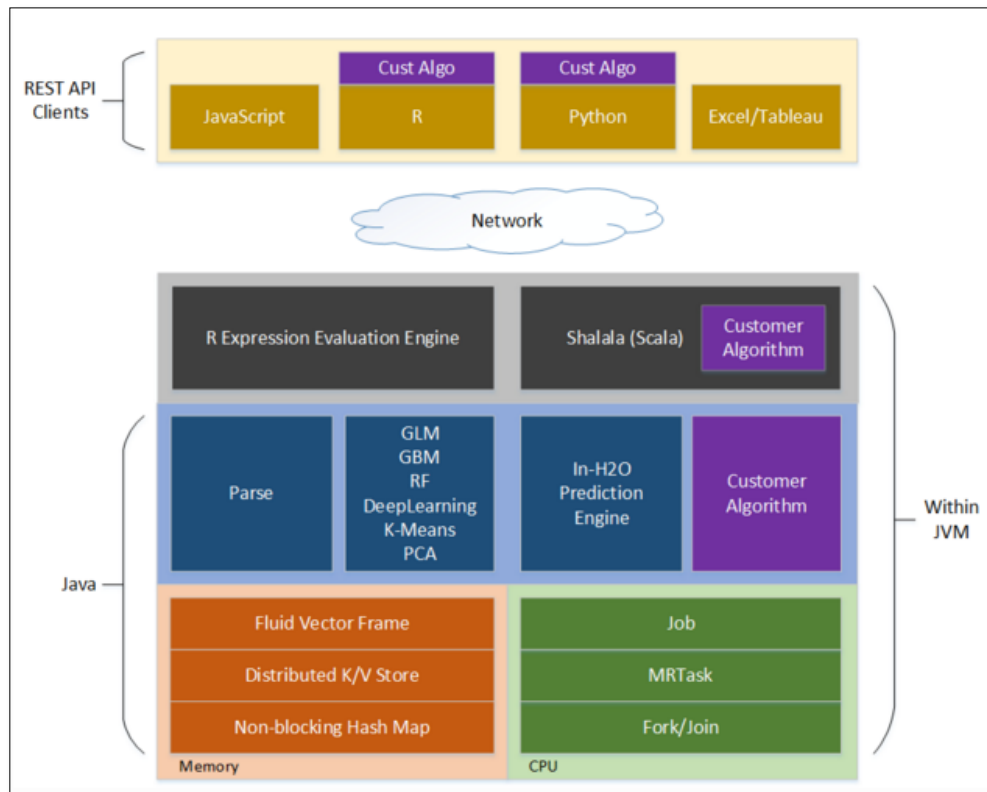 REST API
Clients
Cust Algo
Cust Algo
JavaScript
R
Python
Excel/Tableau
Network
R Expression Evaluation Engine
Shalala (Scala)
Customer
Algorithm
Parse
GLM
GBM
RF
DeepLearning
K-Means
PCA
In-H2O
Prediction
Engine
Customer
Algorithm
Within
JVM
Java
Fluid Vector Frame
Job
Distributed K/V Store
MRTask
Non-blocking Hash Map
Fork/Join
Memory
CPU